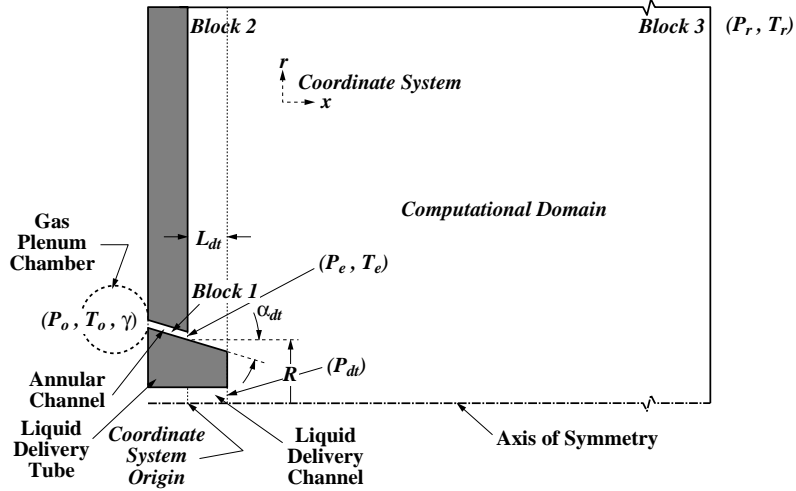 Block 2
Block 3
(P_r , T_r)
r
x
Coordinate System
Computational Domain
Gas
Plenum
Chamber
L_dt
(P_e , T_e)
Block 1
α_dt
(P_o , T_o , γ)
(P_dt)
R
Annular
Channel
Liquid
Delivery
Tube
Coordinate
System
Origin
Liquid
Delivery
Channel
Axis of Symmetry